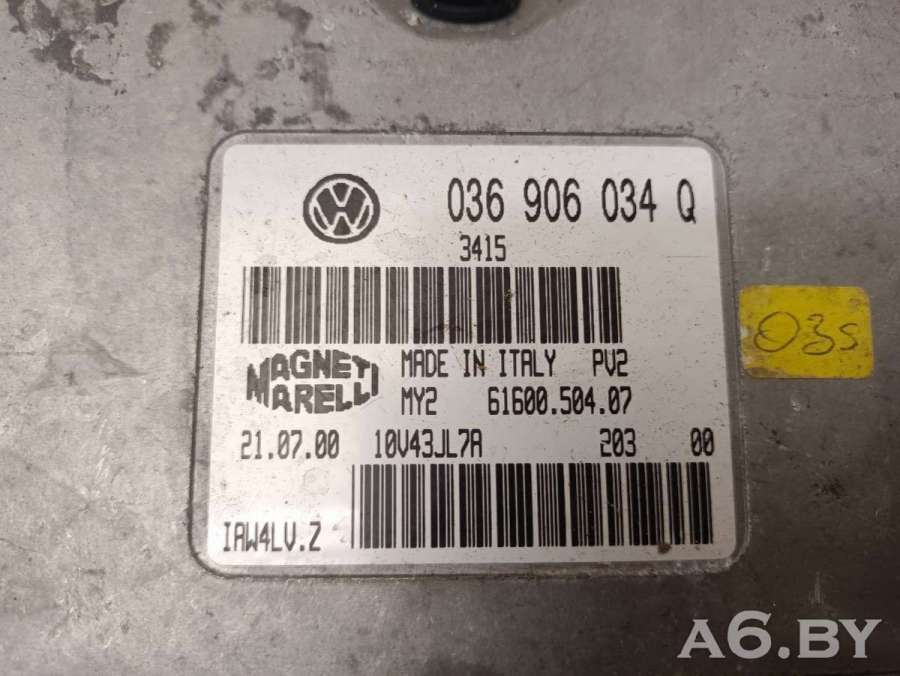 036 906 034 Q
3415
MAGNETI MARELLI
MADE IN ITALY PV2
MY2 61600.504.07
21.07.00 10V43JL7A 203 00
IAW4LV.Z
03s
A6.BY